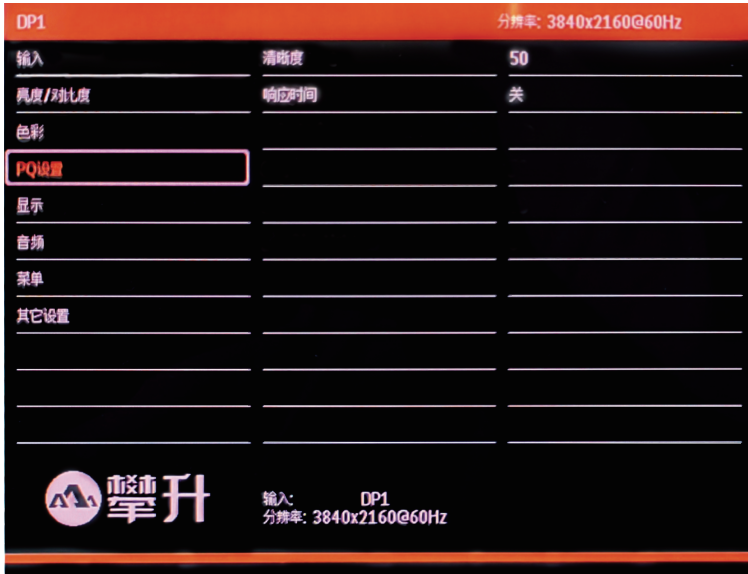 DP1 分辨率: 3840x2160@60Hz
输入 清晰度 50
亮度/对比度 响应时间 关
色彩
PQ设置
显示
音频
菜单
其它设置
攀升
输入: DP1
分辨率: 3840x2160@60Hz